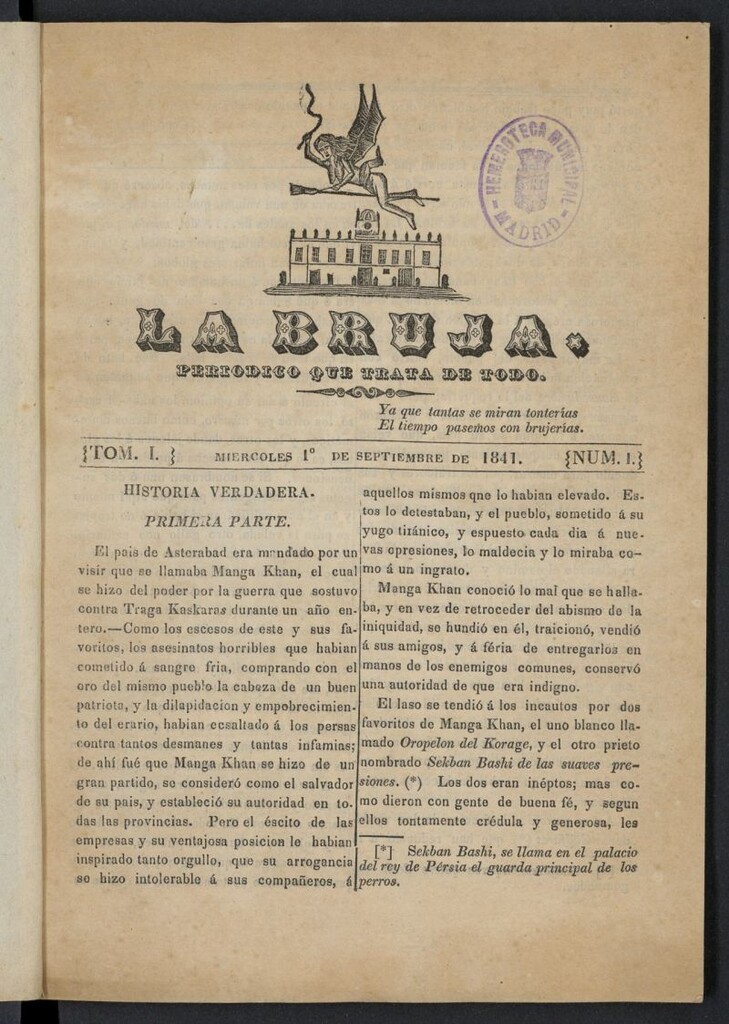 HEMEROTECA MUNICIPAL
MADRID
LA BRUJA.
PERIODICO QUE TRATA DE TODO.
Ya que tantas se miran tonterías
El tiempo pasemos con brujerías.
{TOM. I. } MIERCOLES 1º DE SEPTIEMBRE DE 1841. {NUM. 1.}
HISTORIA VERDADERA.
PRIMERA PARTE.
El pais de Asterabad era mandado por un
visir que se llamaba Manga Khan, el cual
se hizo del poder por la guerra que sostuvo
contra Traga Kaskaras durante un año en-
tero.—Como los escesos de este y sus fa-
voritos, los asesinatos horribles que habian
cometido á sangre fria, comprando con el
oro del mismo pueblo la cabeza de un buen
patriota, y la dilapidacion y empobrecimien-
to del erario, habian ecsaltado á los persas
contra tantos desmanes y tantas infamias;
de ahí fué que Manga Khan se hizo de un
gran partido, se consideró como el salvador
de su pais, y estableció su autoridad en to-
das las provincias. Pero el éscito de las
empresas y su ventajosa posicion le habian
inspirado tanto orgullo, que su arrogencia
se hizo intolerable á sus compañeros, á
aquellos mismos qne lo habian elevado. Es-
tos lo detestaban, y el pueblo, sometido á su
yugo tiránico, y espuesto cada dia á nue-
vas opresiones, lo maldecia y lo miraba co-
mo á un ingrato.
Manga Khan conoció lo mal que se halla-
ba, y en vez de retroceder del abismo de la
iniquidad, se hundió en él, traicionó, vendió
á sus amigos, y á féria de entregarlos en
manos de los enemigos comunes, conservó
una autoridad de que era indigno.
El laso se tendió á los incautos por dos
favoritos de Manga Khan, el uno blanco lla-
mado Oropelon del Korage, y el otro prieto
nombrado Sekban Bashi de las suaves pre-
siones. (*) Los dos eran inéptos; mas co-
mo dieron con gente de buena fé, y segun
ellos tontamente crédula y generosa, les
[*] Sekban Bashi, se llama en el palacio
del rey de Pérsia el guarda principal de los
perros.